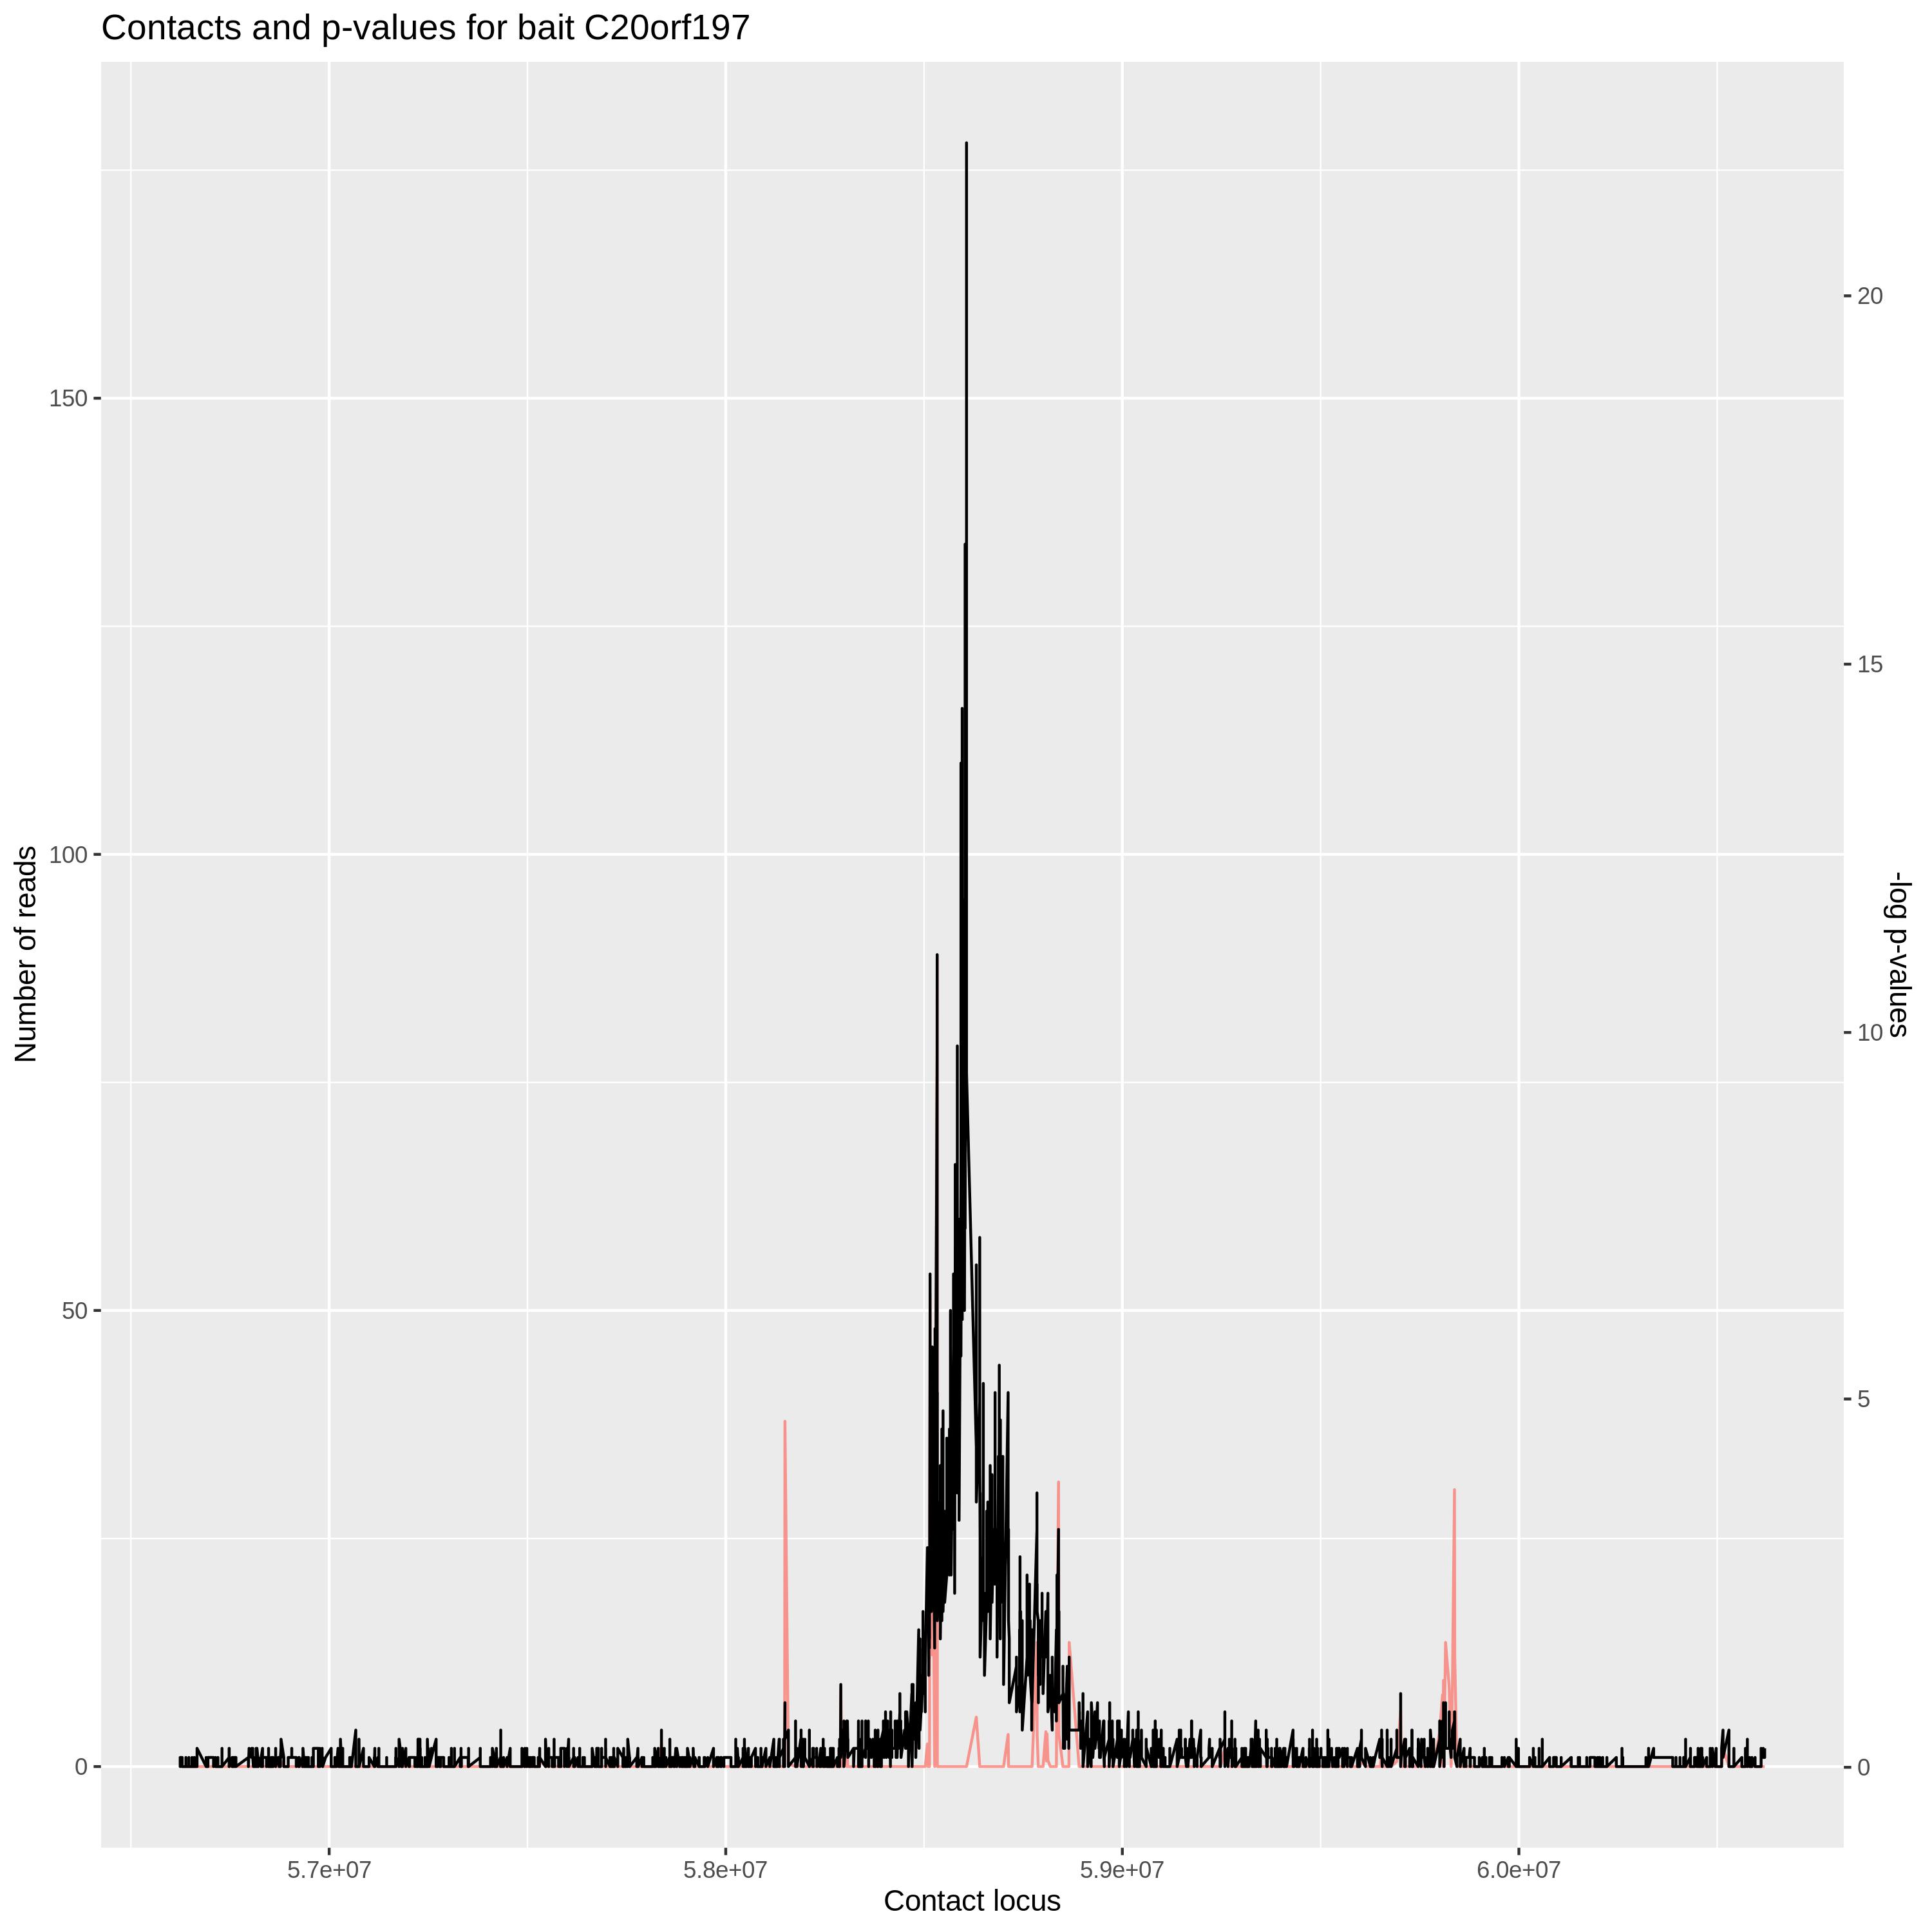 Contacts and p-values for bait C20orf197
150
100
50
0
Number of reads
20
15
10
5
0
-log p-values
5.7e+07
5.8e+07
5.9e+07
6.0e+07
Contact locus